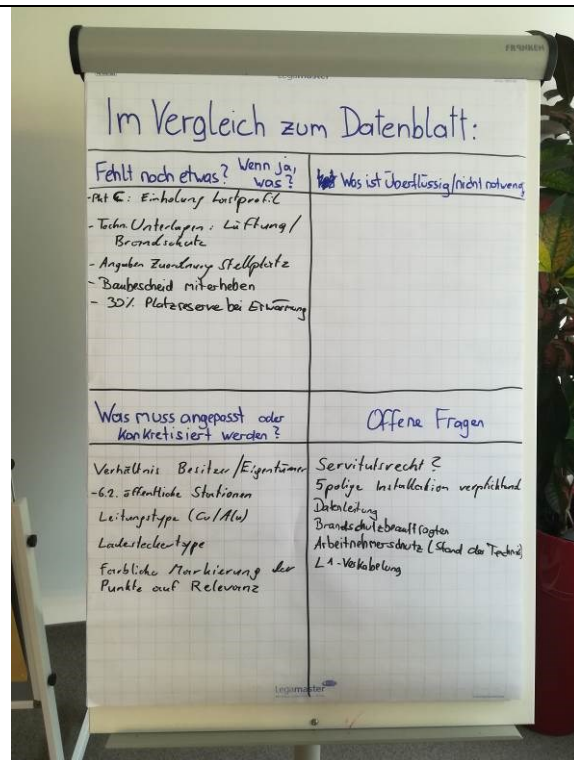 FRANKEN
Legamaster
Im Vergleich zum Datenblatt:
Fehlt noch etwas? Wenn ja,
was?
- Pkt C: Einholung Lastprofil
- Techn. Unterlagen: Lüftung/
Brandschutz
- Angaben Zuordnung Stellplatz
- Baubescheid miterheben
- 30% Platzreserve bei Erwärmung
Was ist überflüssig/nicht notwend
Was muss angepasst oder
konkretisiert werden?
Verhältnis Besitzer/Eigentümer
-6.2. öffentliche Stationen
Leitungstype (Cu/Alu)
Ladesteckertype
farbliche Markierung der
Punkte auf Relevanz
Offene Fragen
Servitutsrecht?
5polige Installation verpflichtend
Datenleitung
Brandschutzbeauftragten
Arbeitnehmerschutz (Stand der Technik)
L1-Verkabelung
Legamaster